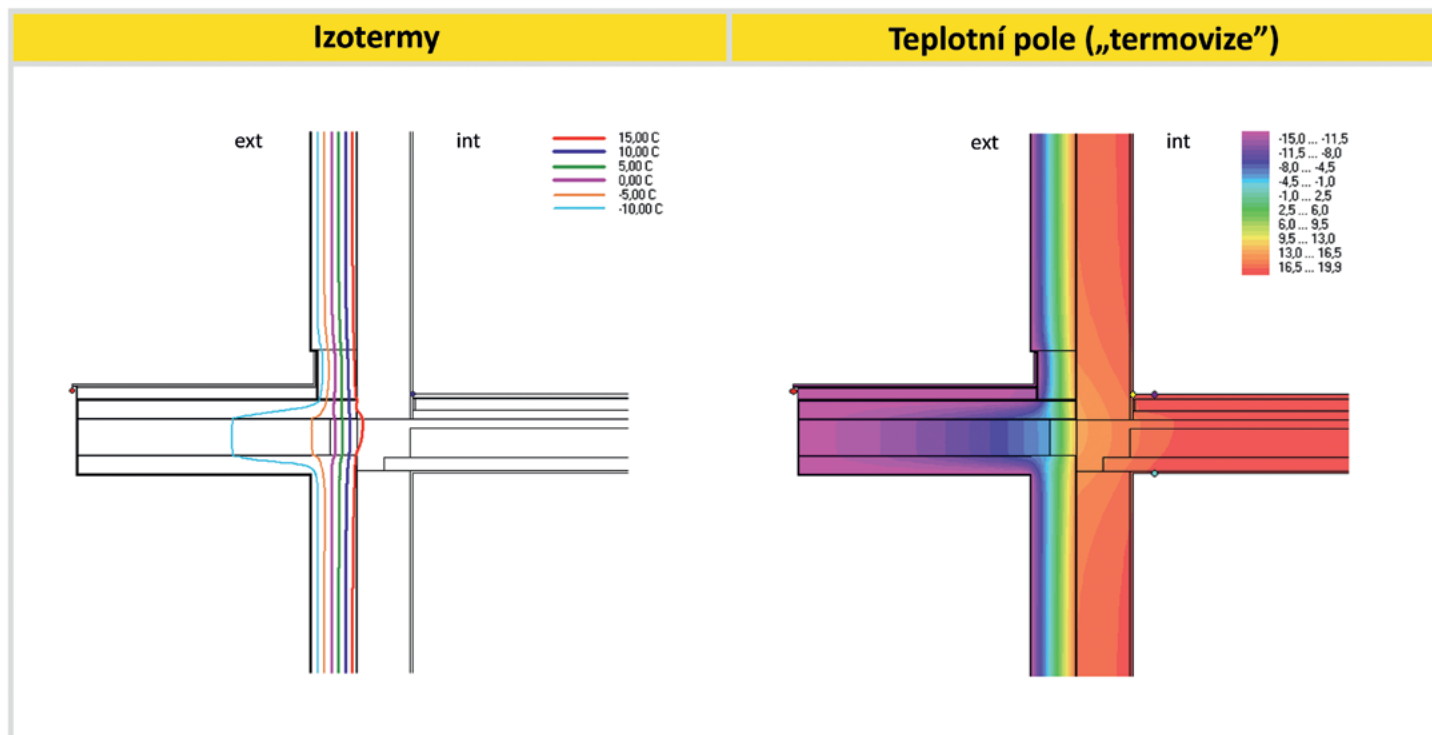 Izotermy
Teplotní pole („termovize”)
ext
int
15,00 C
10,00 C
5,00 C
0,00 C
-5,00 C
-10,00 C
ext
int
-15,0 ... -11,5
-11,5 ... -8,0
-8,0 ... -4,5
-4,5 ... -1,0
-1,0 ... 2,5
2,5 ... 6,0
6,0 ... 9,5
9,5 ... 13,0
13,0 ... 16,5
16,5 ... 19,9